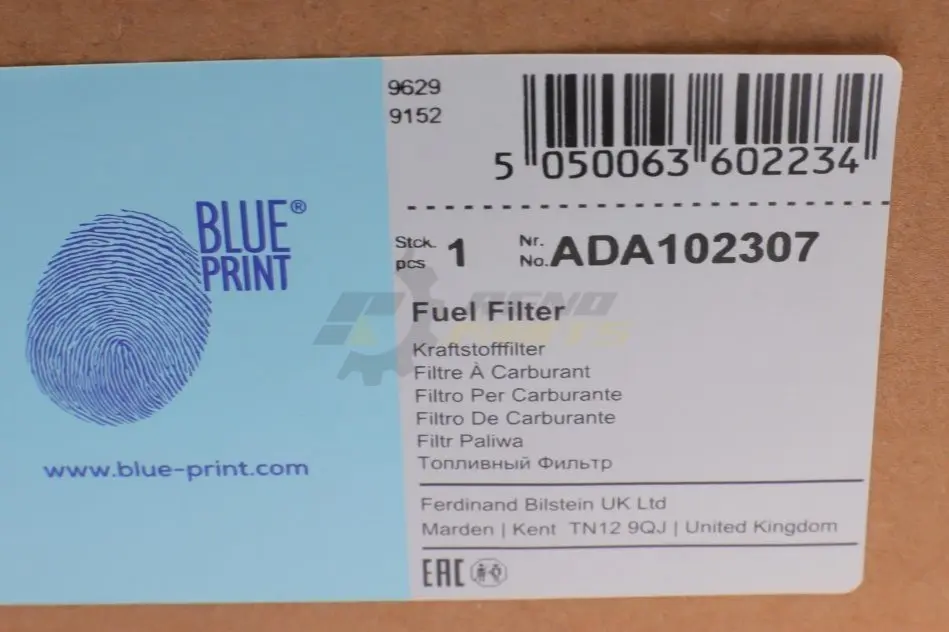 9629
9152
5 050063 602234
BLUE®
PRINT
Stck.
pcs 1
Nr.
No. ADA102307
Fuel Filter
Kraftstofffilter
Filtre À Carburant
Filtro Per Carburante
Filtro De Carburante
Filtr Paliwa
Топливный Фильтр
www.blue-print.com
Ferdinand Bilstein UK Ltd
Marden | Kent TN12 9QJ | United Kingdom
EAC